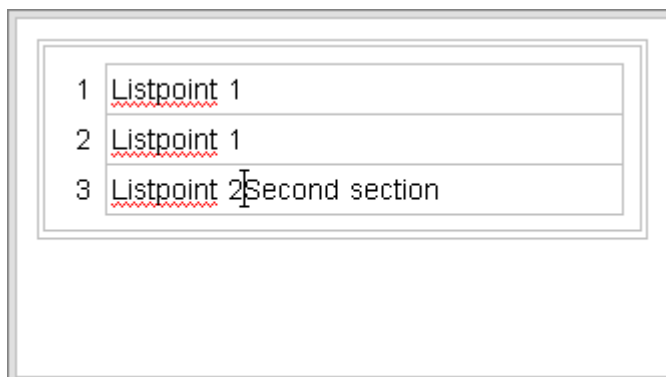 1 Listpoint 1
2 Listpoint 1
3 Listpoint 2Second section